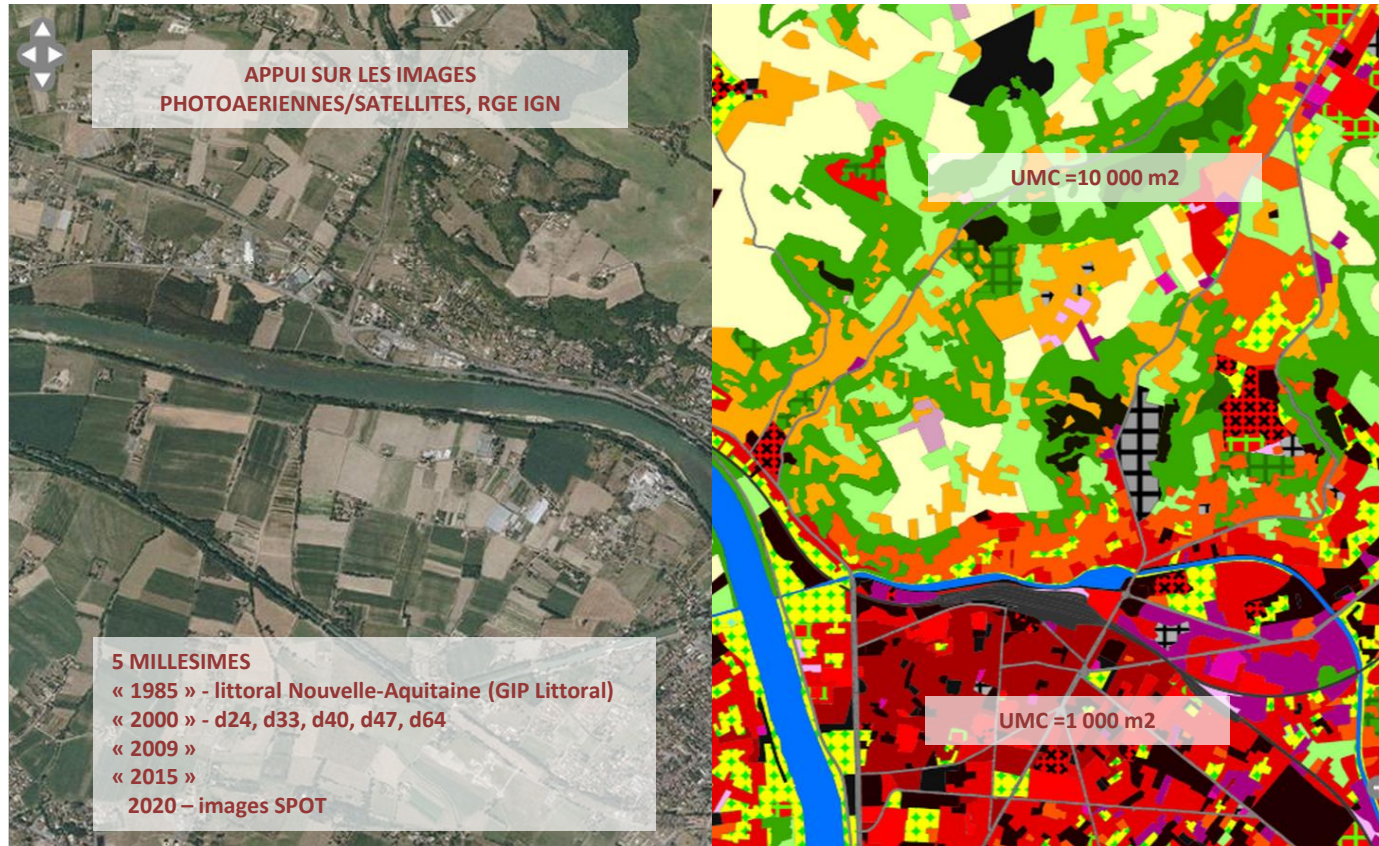 APPUI SUR LES IMAGES
PHOTOAERIENNES/SATELLITES, RGE IGN
5 MILLESIMES
« 1985 » - littoral Nouvelle-Aquitaine (GIP Littoral)
« 2000 » - d24, d33, d40, d47, d64
« 2009 »
« 2015 »
2020 – images SPOT
UMC =10 000 m2
UMC =1 000 m2